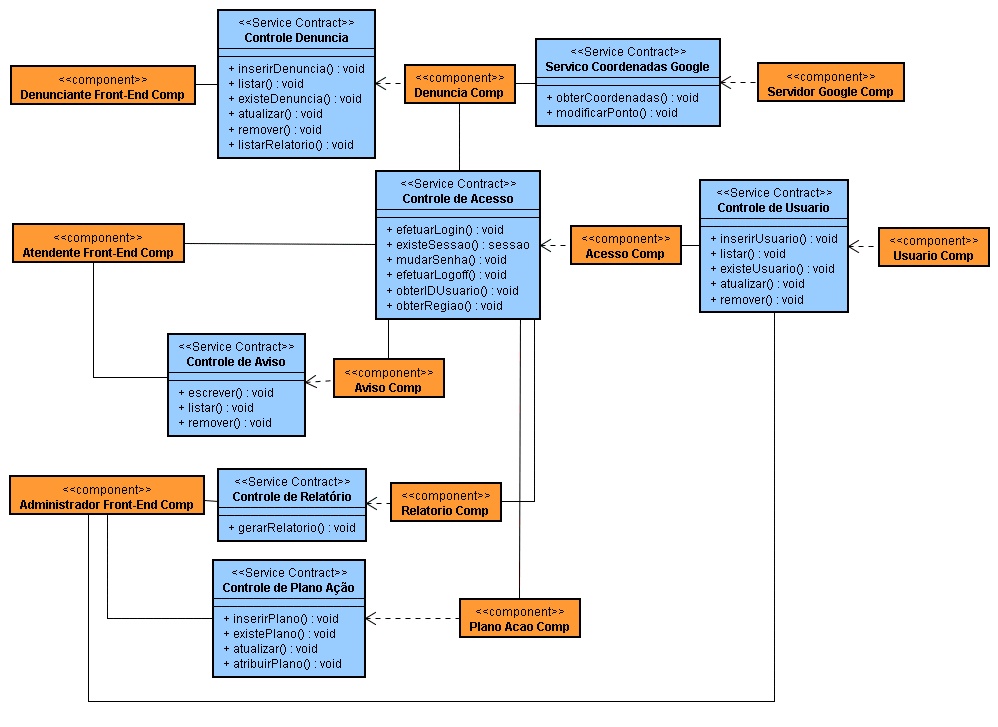 <<Service Contract>>
Controle Denuncia
+ inserirDenuncia() : void
+ listar() : void
+ existeDenuncia() : void
+ atualizar() : void
+ remover() : void
+ listarRelatorio() : void
<<component>>
Denunciante Front-End Comp
<<component>>
Denuncia Comp
<<Service Contract>>
Servico Coordenadas Google
+ obterCoordenadas() : void
+ modificarPonto() : void
<<component>>
Servidor Google Comp
<<Service Contract>>
Controle de Acesso
+ efetuarLogin() : void
+ existeSessao() : sessao
+ mudarSenha() : void
+ efetuarLogoff() : void
+ obterIDUsuario() : void
+ obterRegiao() : void
<<Service Contract>>
Controle de Usuario
+ inserirUsuario() : void
+ listar() : void
+ existeUsuario() : void
+ atualizar() : void
+ remover() : void
<<component>>
Atendente Front-End Comp
<<component>>
Acesso Comp
<<component>>
Usuario Comp
<<Service Contract>>
Controle de Aviso
+ escrever() : void
+ listar() : void
+ remover() : void
<<component>>
Aviso Comp
<<component>>
Administrador Front-End Comp
<<Service Contract>>
Controle de Relatório
+ gerarRelatorio() : void
<<component>>
Relatorio Comp
<<Service Contract>>
Controle de Plano Ação
+ inserirPlano() : void
+ existePlano() : void
+ atualizar() : void
+ atribuirPlano() : void
<<component>>
Plano Acao Comp